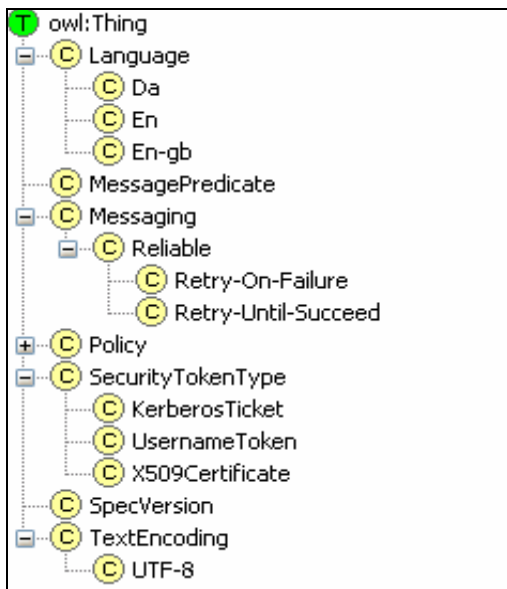 T owl:Thing
C Language
C Da
C En
C En-gb
C MessagePredicate
C Messaging
C Reliable
C Retry-On-Failure
C Retry-Until-Succeed
C Policy
C SecurityTokenType
C KerberosTicket
C UsernameToken
C X509Certificate
C SpecVersion
C TextEncoding
C UTF-8